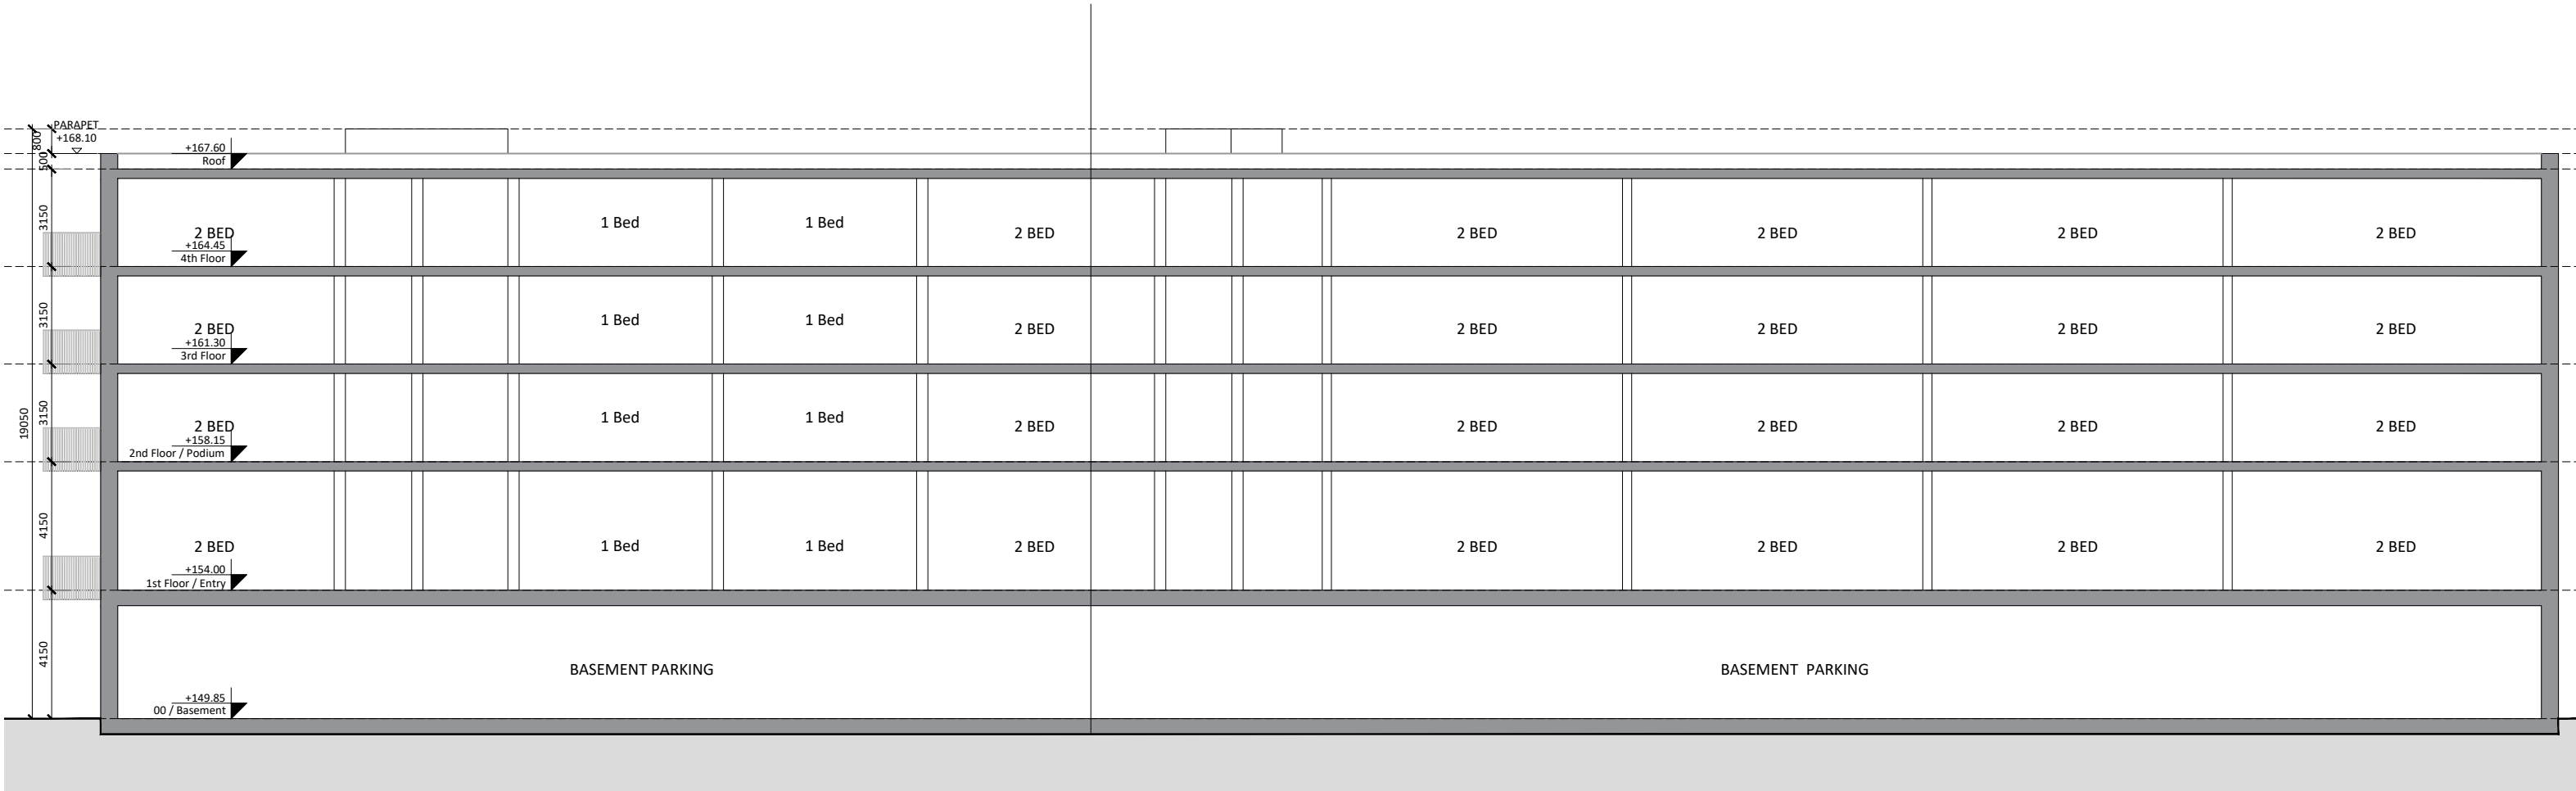 PARAPET
+168.10
800
500
+167.60
Roof
3150
2 BED
1 Bed
1 Bed
2 BED
2 BED
2 BED
2 BED
2 BED
+164.45
4th Floor
3150
2 BED
1 Bed
1 Bed
2 BED
2 BED
2 BED
2 BED
2 BED
+161.30
3rd Floor
19050
3150
2 BED
1 Bed
1 Bed
2 BED
2 BED
2 BED
2 BED
2 BED
+158.15
2nd Floor / Podium
4150
2 BED
1 Bed
1 Bed
2 BED
2 BED
2 BED
2 BED
2 BED
+154.00
1st Floor / Entry
4150
BASEMENT PARKING
BASEMENT PARKING
+149.85
00 / Basement